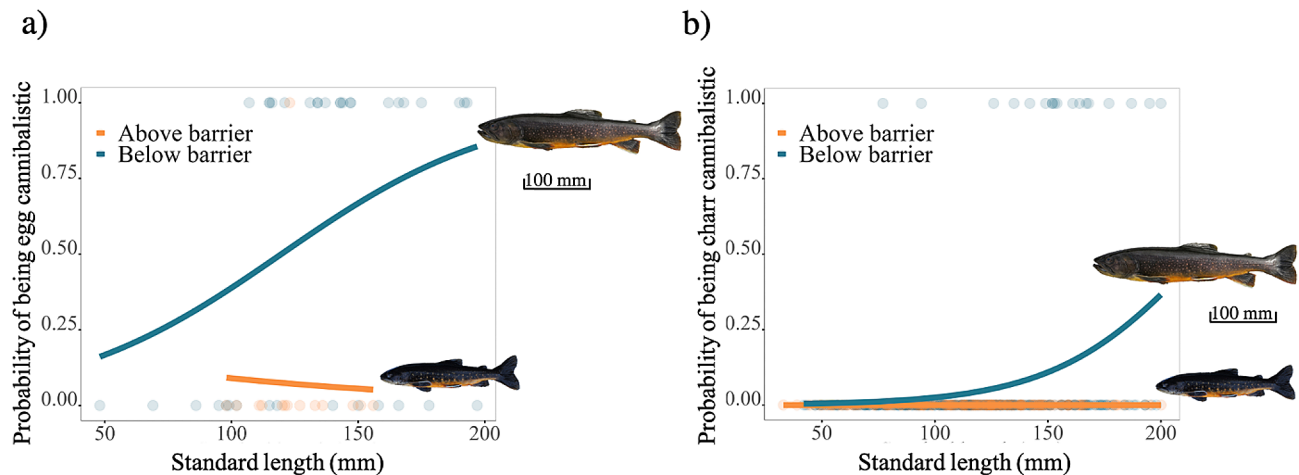 a)
Probability of being egg cannibalistic
1.00
0.75
0.50
0.25
0.00
Above barrier
Below barrier
100 mm
50
100
150
200
Standard length (mm)
b)
Probability of being charr cannibalistic
1.00
0.75
0.50
0.25
0.00
Above barrier
Below barrier
100 mm
50
100
150
200
Standard length (mm)